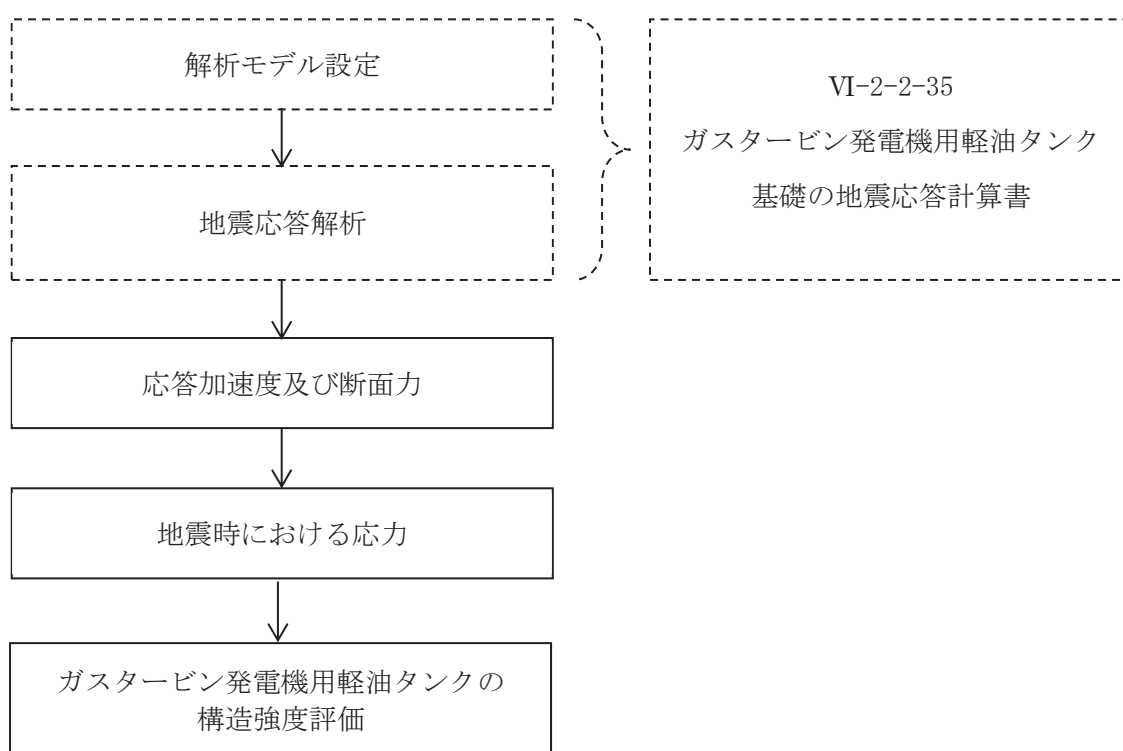 解析モデル設定
地震応答解析
Ⅵ-2-2-35
ガスタービン発電機用軽油タンク
基礎の地震応答計算書
応答加速度及び断面力
地震時における応力
ガスタービン発電機用軽油タンクの
構造強度評価